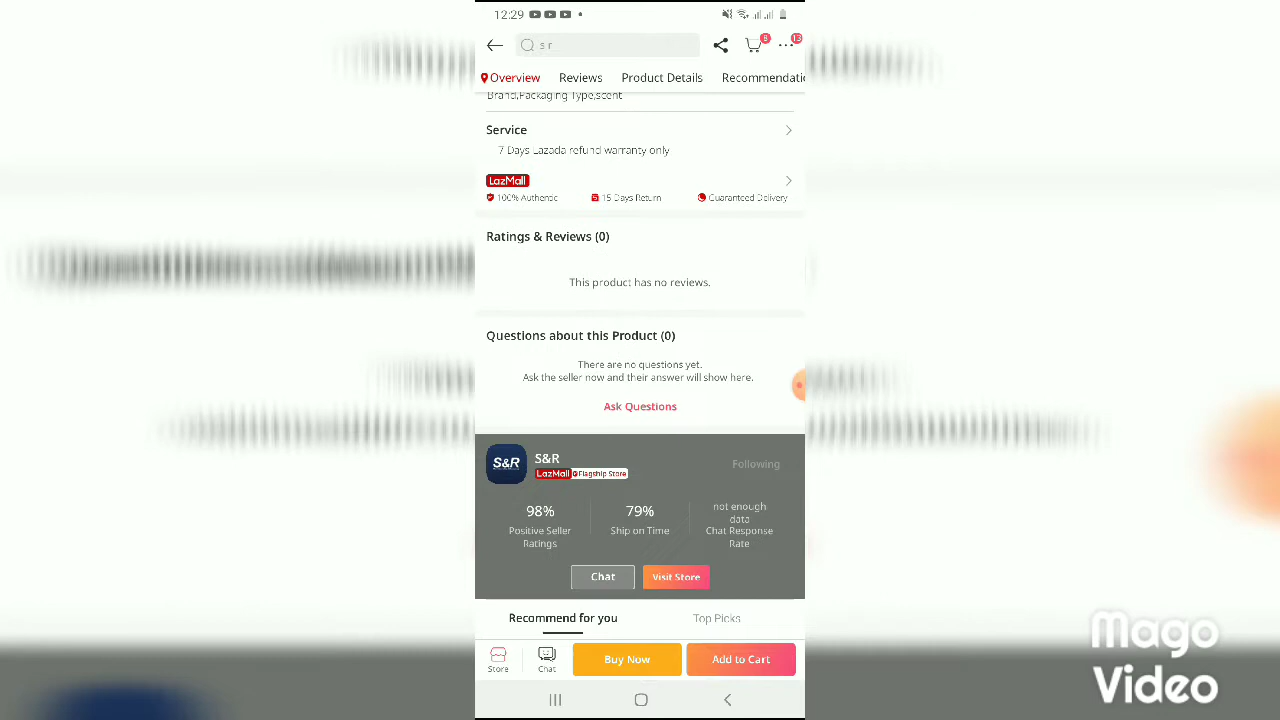 12:29
s r
8
13
Overview Reviews Product Details Recommendatio
Brand,Packaging Type,scent
Service
7 Days Lazada refund warranty only
LazMall
100% Authentic 15 Days Return Guaranteed Delivery
Ratings & Reviews (0)
This product has no reviews.
Questions about this Product (0)
There are no questions yet.
Ask the seller now and their answer will show here.
Ask Questions
S&R
S&R
LazMall Flagship Store
Following
98% 79% not enough
data
Positive Seller Ship on Time Chat Response
Ratings Rate
Chat Visit Store
Recommend for you Top Picks
Store Chat Buy Now Add to Cart
Mago
Video